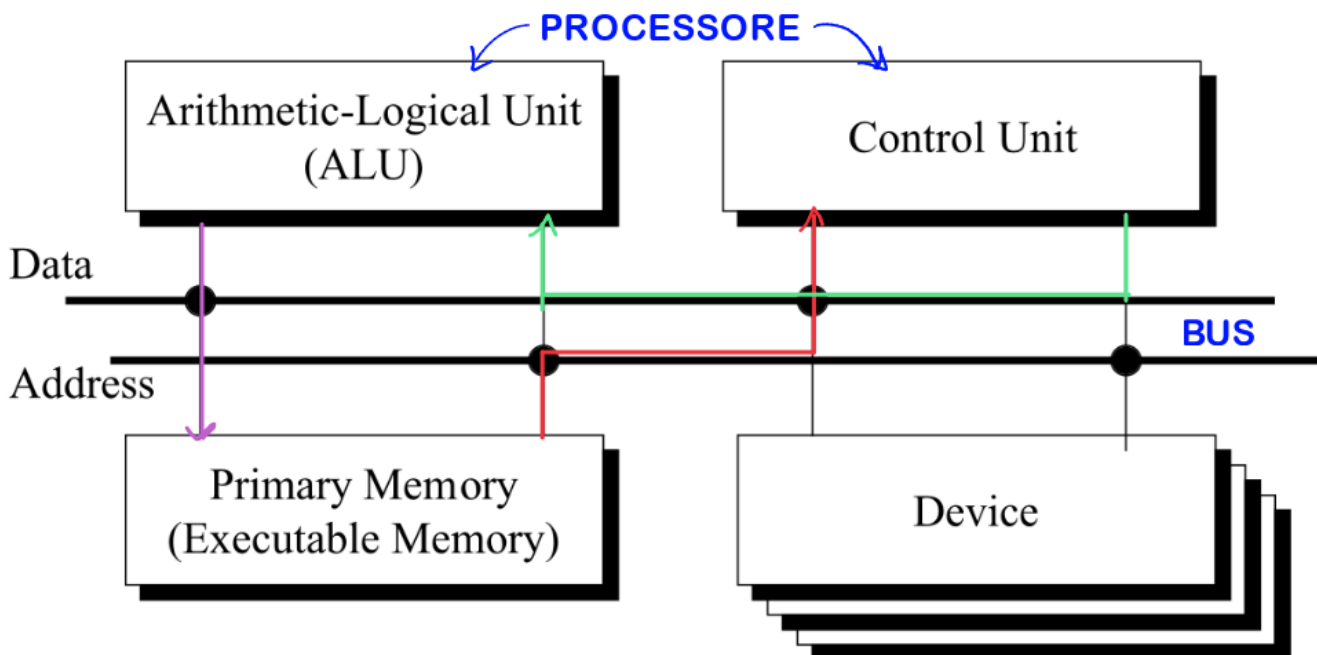 PROCESSORE
Arithmetic-Logical Unit
(ALU)
Control Unit
Data
BUS
Address
Primary Memory
(Executable Memory)
Device